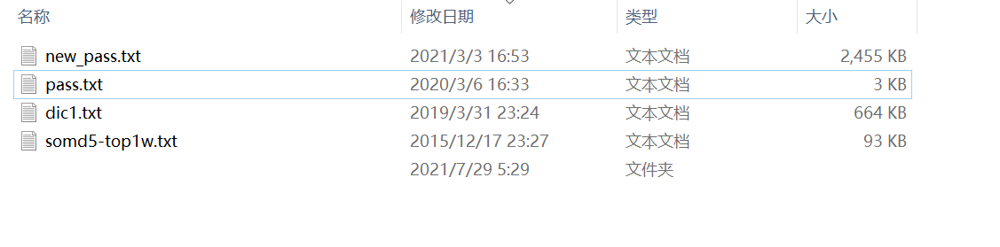 名称 修改日期 类型 大小
new_pass.txt 2021/3/3 16:53 文本文档 2,455 KB
pass.txt 2020/3/6 16:33 文本文档 3 KB
dic1.txt 2019/3/31 23:24 文本文档 664 KB
somd5-top1w.txt 2015/12/17 23:27 文本文档 93 KB
2021/7/29 5:29 文件夹